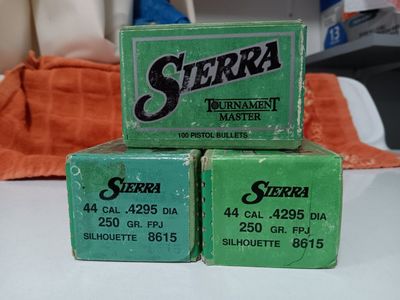 13
SIERRA
TOURNAMENT
MASTER
100 PISTOL BULLETS
SIERRA
44 CAL .4295 DIA
250 GR. FPJ
SILHOUETTE 8615
SIERRA
44 CAL .4295 DIA
250 GR. FPJ
SILHOUETTE 8615